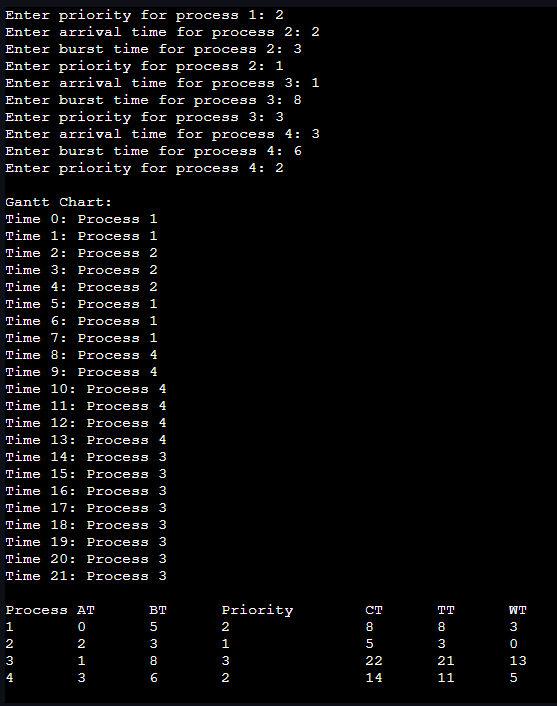 Enter priority for process 1: 2
Enter arrival time for process 2: 2
Enter burst time for process 2: 3
Enter priority for process 2: 1
Enter arrival time for process 3: 1
Enter burst time for process 3: 8
Enter priority for process 3: 3
Enter arrival time for process 4: 3
Enter burst time for process 4: 6
Enter priority for process 4: 2

Gantt Chart:
Time 0: Process 1
Time 1: Process 1
Time 2: Process 2
Time 3: Process 2
Time 4: Process 2
Time 5: Process 1
Time 6: Process 1
Time 7: Process 1
Time 8: Process 4
Time 9: Process 4
Time 10: Process 4
Time 11: Process 4
Time 12: Process 4
Time 13: Process 4
Time 14: Process 3
Time 15: Process 3
Time 16: Process 3
Time 17: Process 3
Time 18: Process 3
Time 19: Process 3
Time 20: Process 3
Time 21: Process 3

Process AT      BT      Priority        CT      TT      WT
1       0       5       2               8       8       3
2       2       3       1               5       3       0
3       1       8       3               22      21      13
4       3       6       2               14      11      5